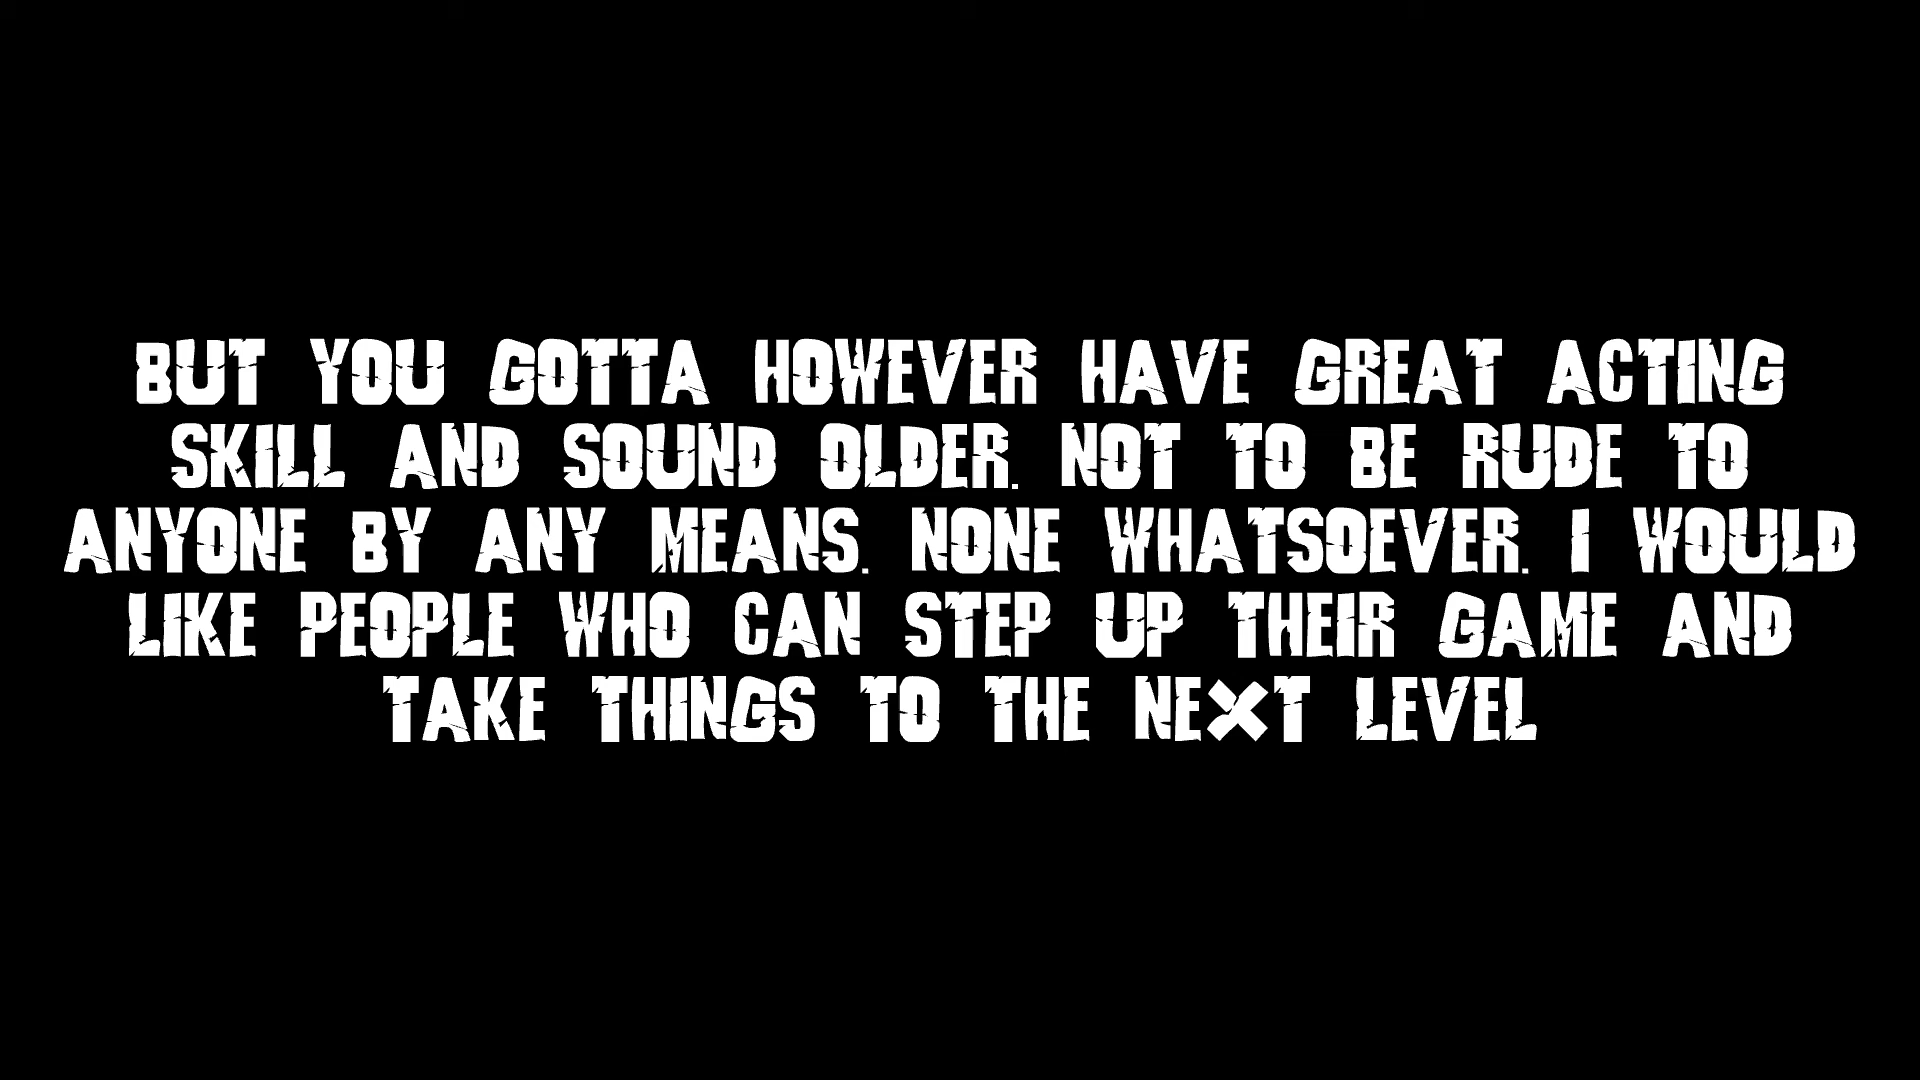 BUT YOU GOTTA HOWEVER HAVE GREAT ACTING
SKILL AND SOUND OLDER. NOT TO BE RUDE TO
ANYONE BY ANY MEANS. NONE WHATSOEVER. I WOULD
LIKE PEOPLE WHO CAN STEP UP THEIR GAME AND
TAKE THINGS TO THE NEXT LEVEL